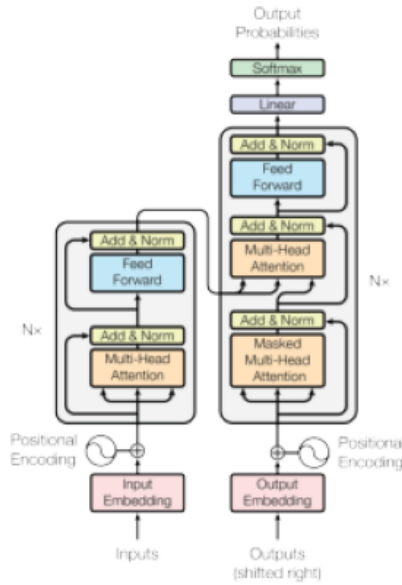 Output
Probabilities
Softmax
Linear
Add & Norm
Feed
Forward
Add & Norm
Multi-Head
Attention
Add & Norm
Masked
Multi-Head
Attention
N×
Add & Norm
Feed
Forward
Add & Norm
Multi-Head
Attention
N×
Positional
Encoding
Input
Embedding
Inputs
Positional
Encoding
Output
Embedding
Outputs
(shifted right)